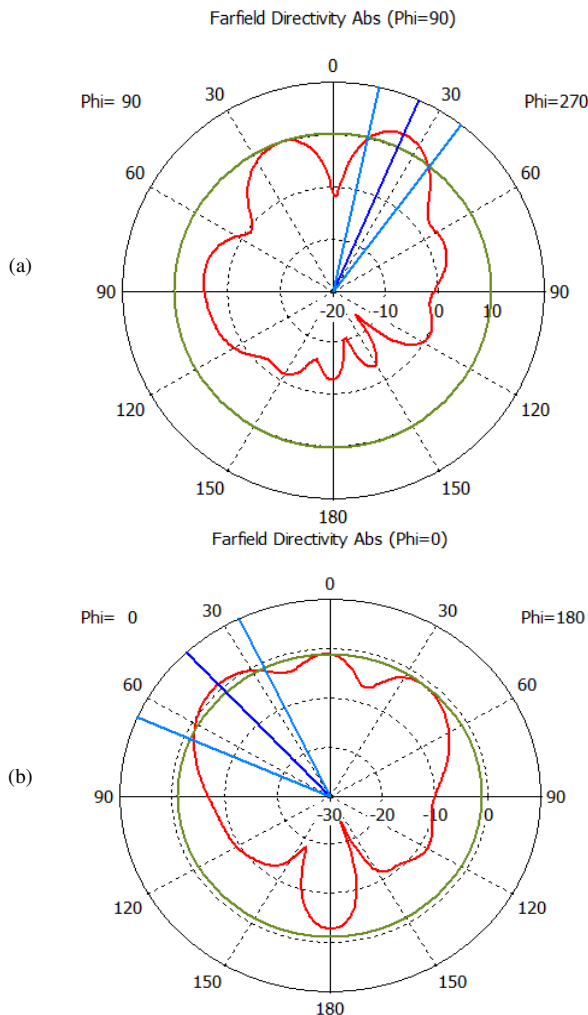 Farfield Directivity Abs (Phi=90)
0
Phi= 90 30 30 Phi=270
60 60
(a)
90 90
-20 -10 0 10
120 120
150 150
180
Farfield Directivity Abs (Phi=0)
0
Phi= 0 30 30 Phi=180
60 60
(b)
90 90
-30 -20 -10 0
120 120
150 150
180